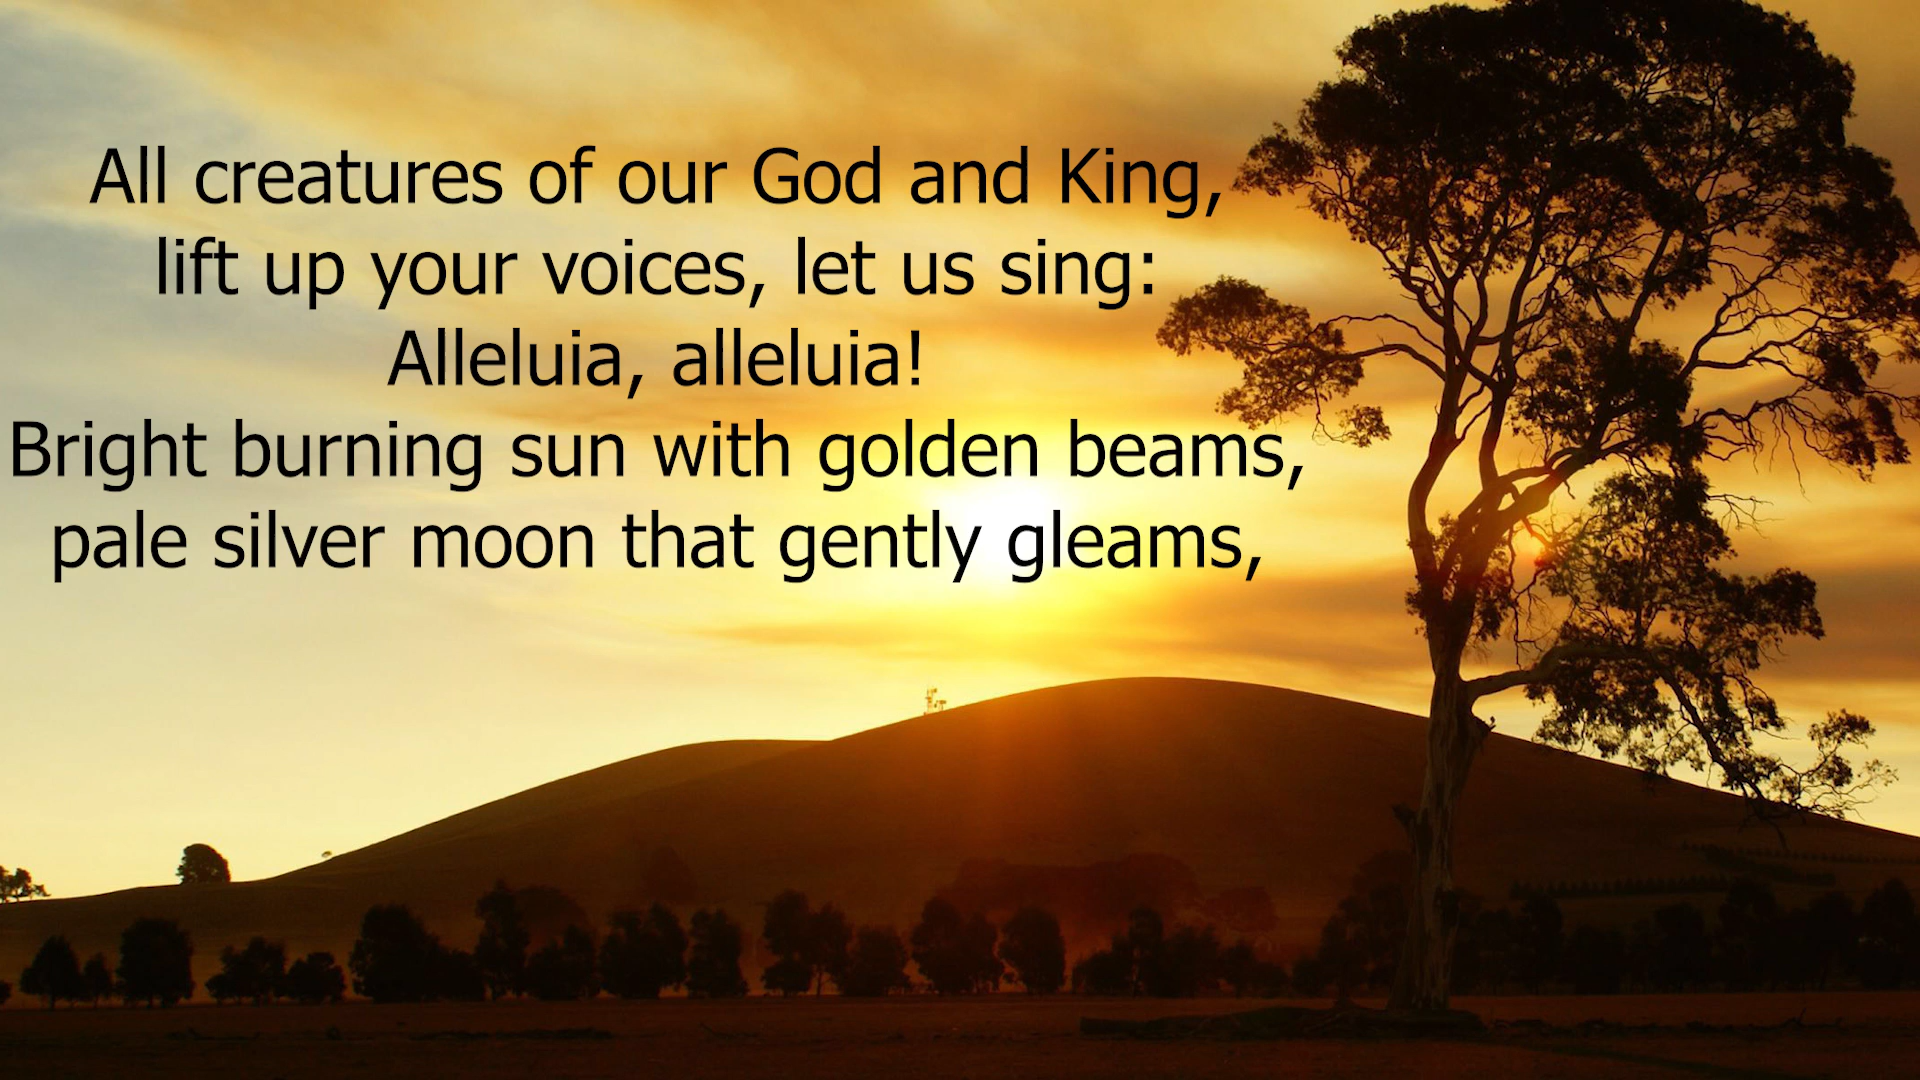 All creatures of our God and King,
lift up your voices, let us sing:
Alleluia, alleluia!
Bright burning sun with golden beams,
pale silver moon that gently gleams,